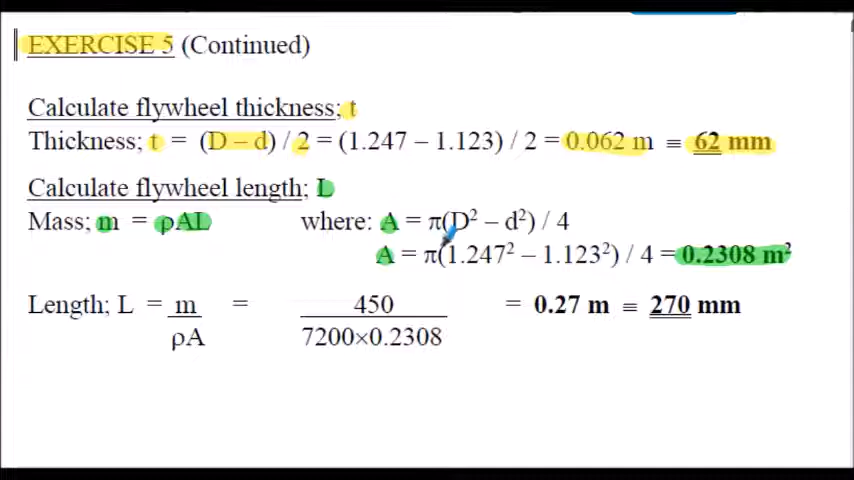 EXERCISE 5 (Continued)
Calculate flywheel thickness; t
Thickness; t = (D – d) / 2 = (1.247 – 1.123) / 2 = 0.062 m ≡ 62 mm
Calculate flywheel length; L
Mass; m = ρAL where: A = π(D² – d²) / 4
A = π(1.247² – 1.123²) / 4 = 0.2308 m²
Length; L = m = 450 = 0.27 m ≡ 270 mm
ρA 7200×0.2308